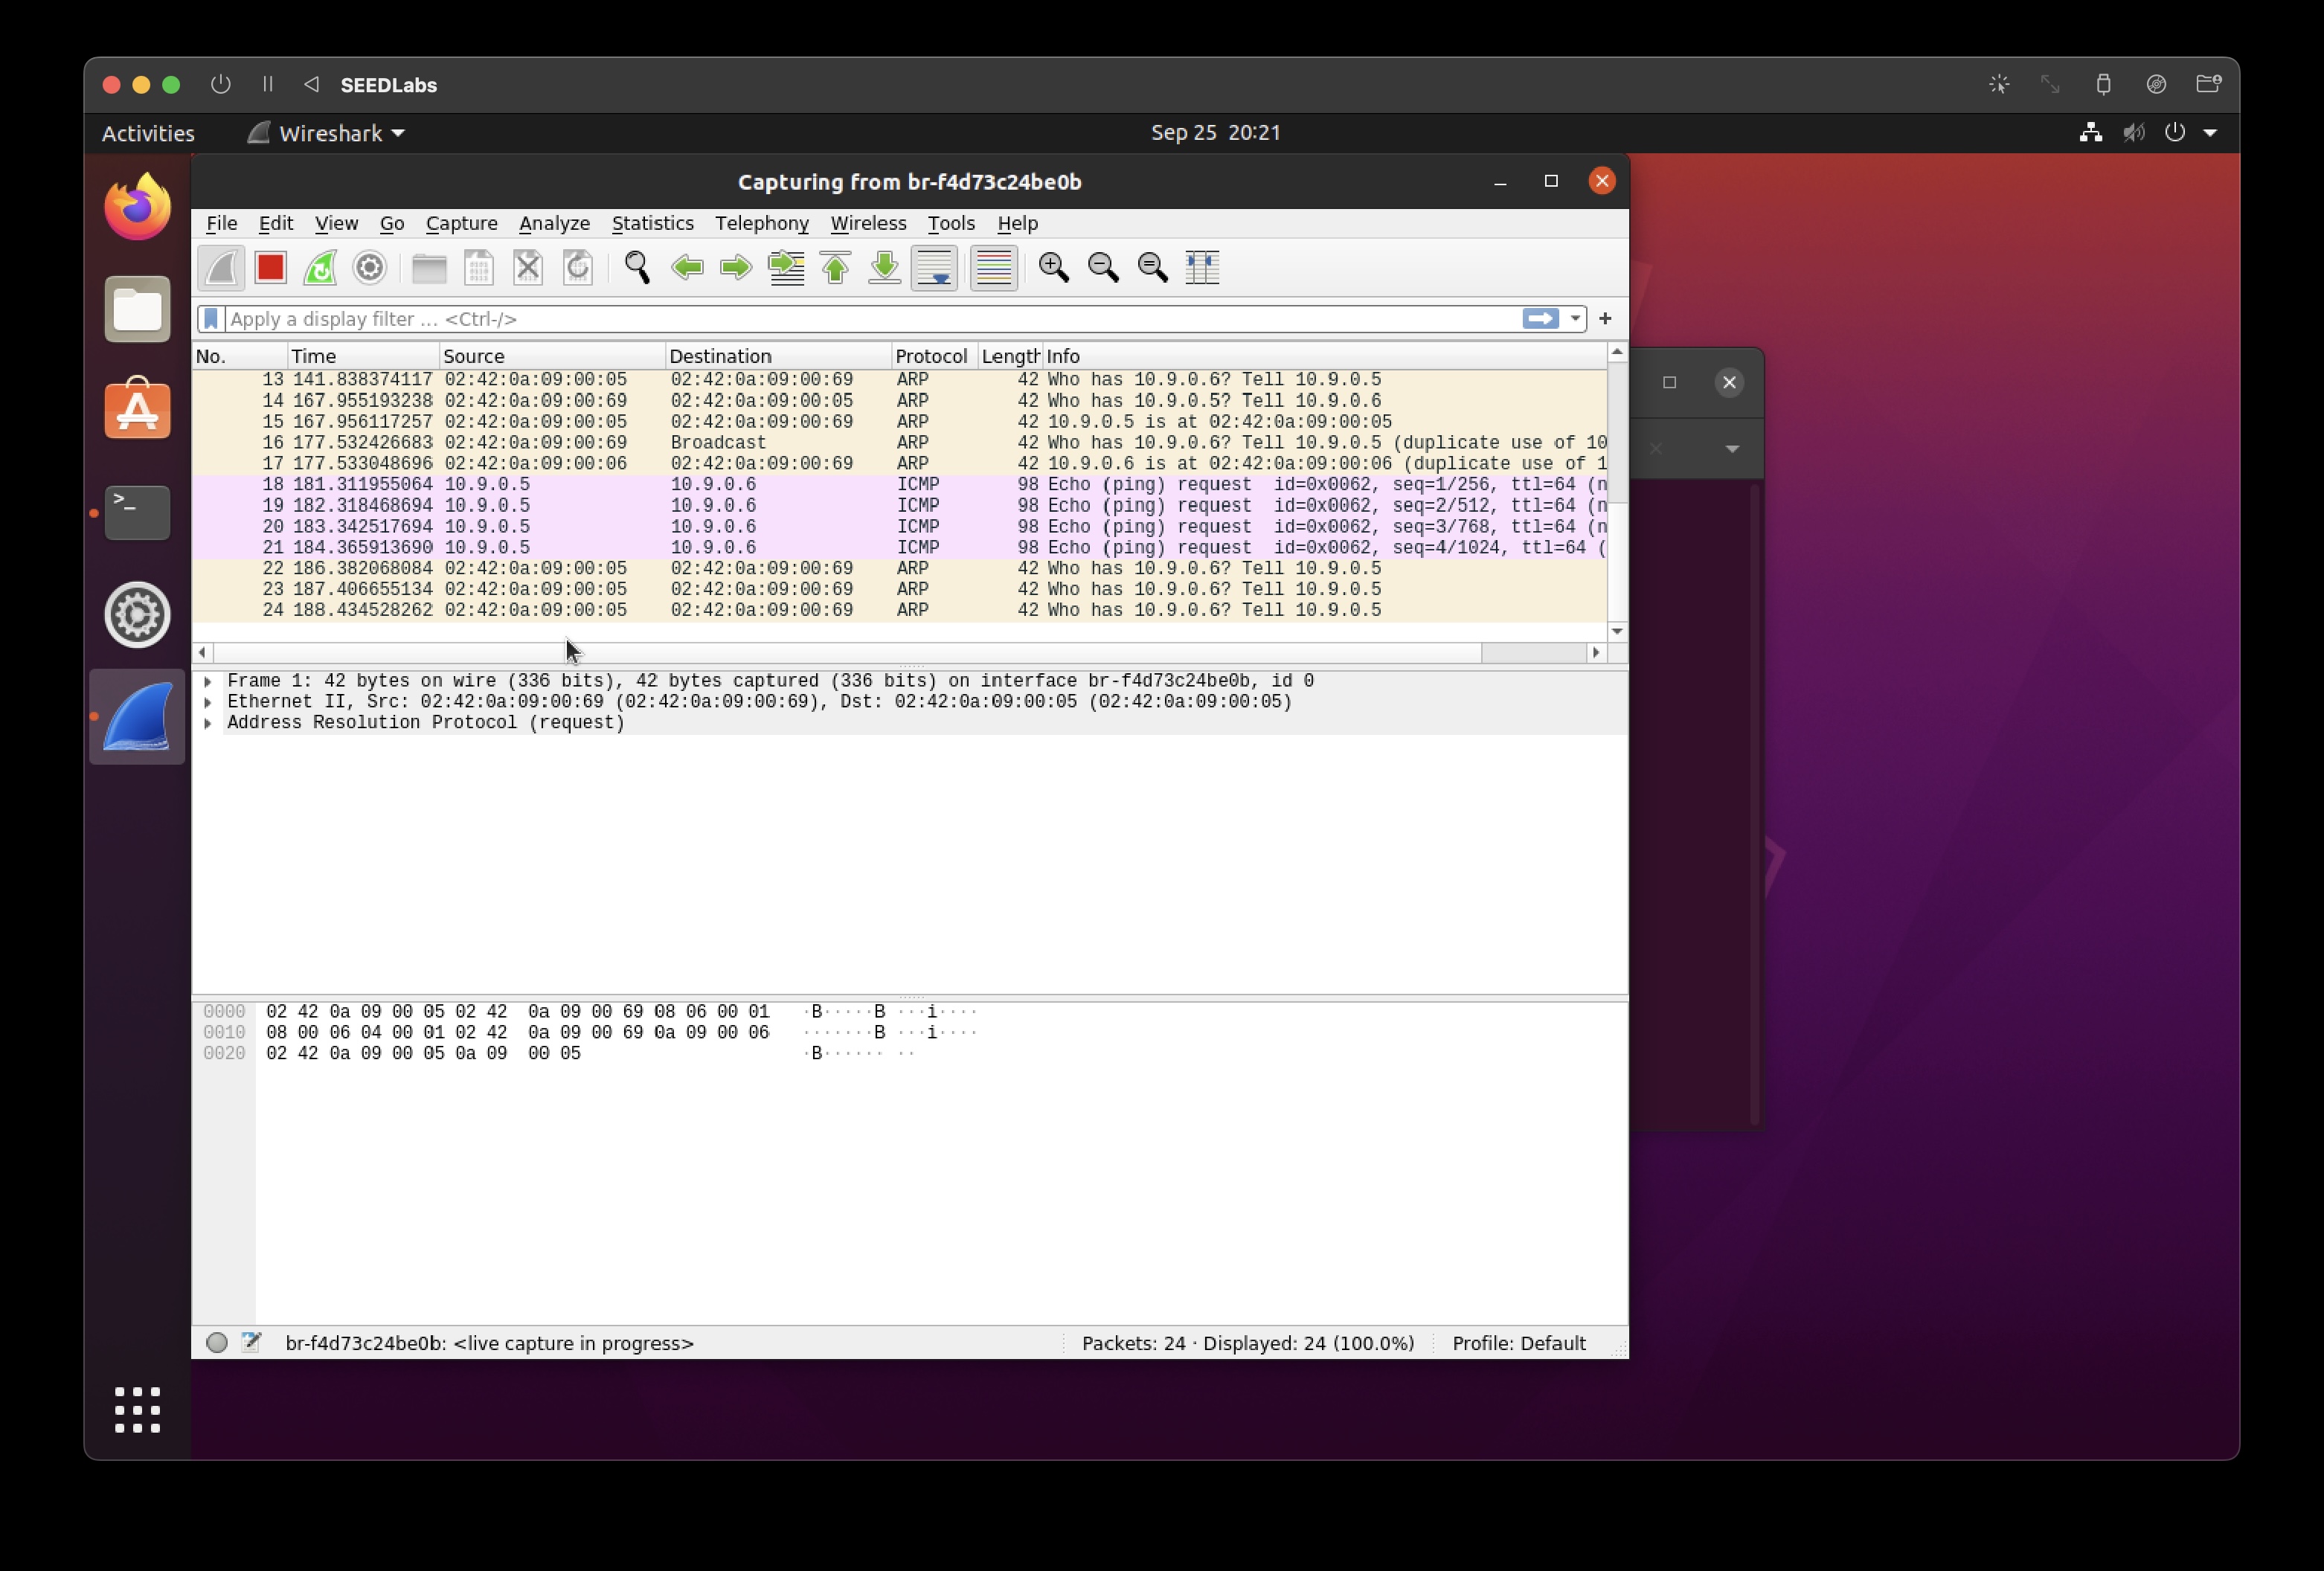 SEEDLabs
Activities Wireshark Sep 25 20:21
Capturing from br-f4d73c24be0b
File Edit View Go Capture Analyze Statistics Telephony Wireless Tools Help
Apply a display filter … <Ctrl-/>
No. Time Source Destination Protocol Length Info
13 141.838374117 02:42:0a:09:00:05 02:42:0a:09:00:69 ARP 42 Who has 10.9.0.6? Tell 10.9.0.5
14 167.955193238 02:42:0a:09:00:69 02:42:0a:09:00:05 ARP 42 Who has 10.9.0.5? Tell 10.9.0.6
15 167.956117257 02:42:0a:09:00:05 02:42:0a:09:00:69 ARP 42 10.9.0.5 is at 02:42:0a:09:00:05
16 177.532426683 02:42:0a:09:00:69 Broadcast ARP 42 Who has 10.9.0.6? Tell 10.9.0.5 (duplicate use of 10
17 177.533048696 02:42:0a:09:00:06 02:42:0a:09:00:69 ARP 42 10.9.0.6 is at 02:42:0a:09:00:06 (duplicate use of 1
18 181.311955064 10.9.0.5 10.9.0.6 ICMP 98 Echo (ping) request id=0x0062, seq=1/256, ttl=64 (n
19 182.318468694 10.9.0.5 10.9.0.6 ICMP 98 Echo (ping) request id=0x0062, seq=2/512, ttl=64 (n
20 183.342517694 10.9.0.5 10.9.0.6 ICMP 98 Echo (ping) request id=0x0062, seq=3/768, ttl=64 (n
21 184.365913690 10.9.0.5 10.9.0.6 ICMP 98 Echo (ping) request id=0x0062, seq=4/1024, ttl=64 (
22 186.382068084 02:42:0a:09:00:05 02:42:0a:09:00:69 ARP 42 Who has 10.9.0.6? Tell 10.9.0.5
23 187.406655134 02:42:0a:09:00:05 02:42:0a:09:00:69 ARP 42 Who has 10.9.0.6? Tell 10.9.0.5
24 188.434528262 02:42:0a:09:00:05 02:42:0a:09:00:69 ARP 42 Who has 10.9.0.6? Tell 10.9.0.5
Frame 1: 42 bytes on wire (336 bits), 42 bytes captured (336 bits) on interface br-f4d73c24be0b, id 0
Ethernet II, Src: 02:42:0a:09:00:69 (02:42:0a:09:00:69), Dst: 02:42:0a:09:00:05 (02:42:0a:09:00:05)
Address Resolution Protocol (request)
0000 02 42 0a 09 00 05 02 42 0a 09 00 69 08 06 00 01 ·B·····B ···i····
0010 08 00 06 04 00 01 02 42 0a 09 00 69 0a 09 00 06 ·······B ···i····
0020 02 42 0a 09 00 05 0a 09 00 05 ·B······ ··
br-f4d73c24be0b: <live capture in progress> Packets: 24 · Displayed: 24 (100.0%) Profile: Default